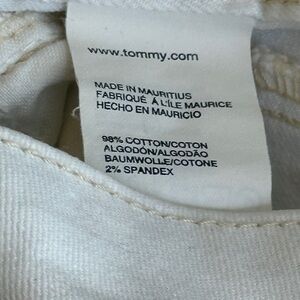 www.tommy.com
MADE IN MAURITIUS
FABRIQUÉ À L'ÎLE MAURICE
HECHO EN MAURICIO
98% COTTON/COTON
ALGODÓN/ALGODÃO
BAUMWOLLE/COTONE
2% SPANDEX